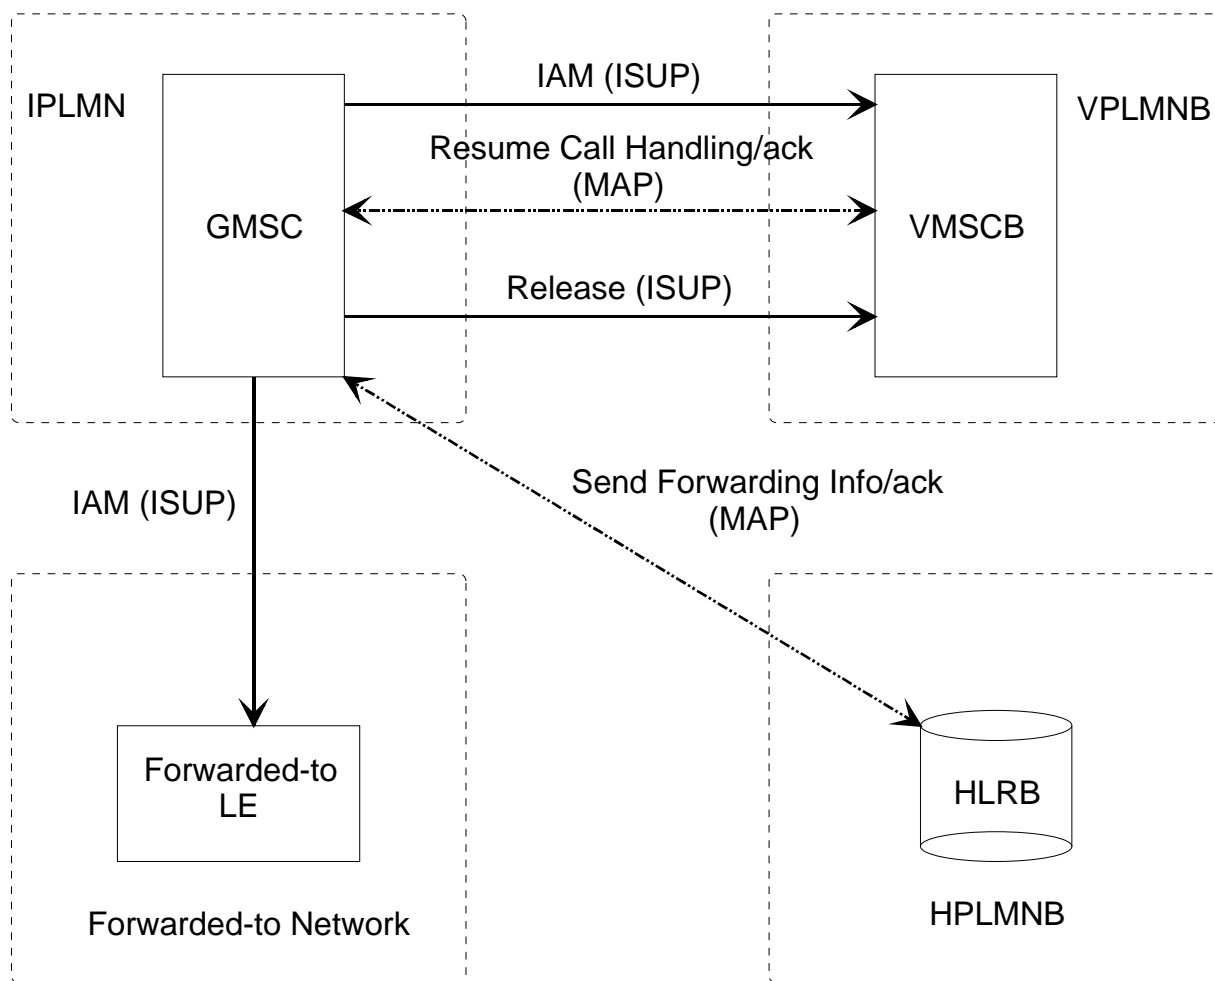 IAM (ISUP)
IPLMN
VPLMNB
Resume Call Handling/ack
(MAP)
GMSC
VMSCB
Release (ISUP)
Send Forwarding Info/ack
(MAP)
IAM (ISUP)
Forwarded-to
LE
HLRB
Forwarded-to Network
HPLMNB